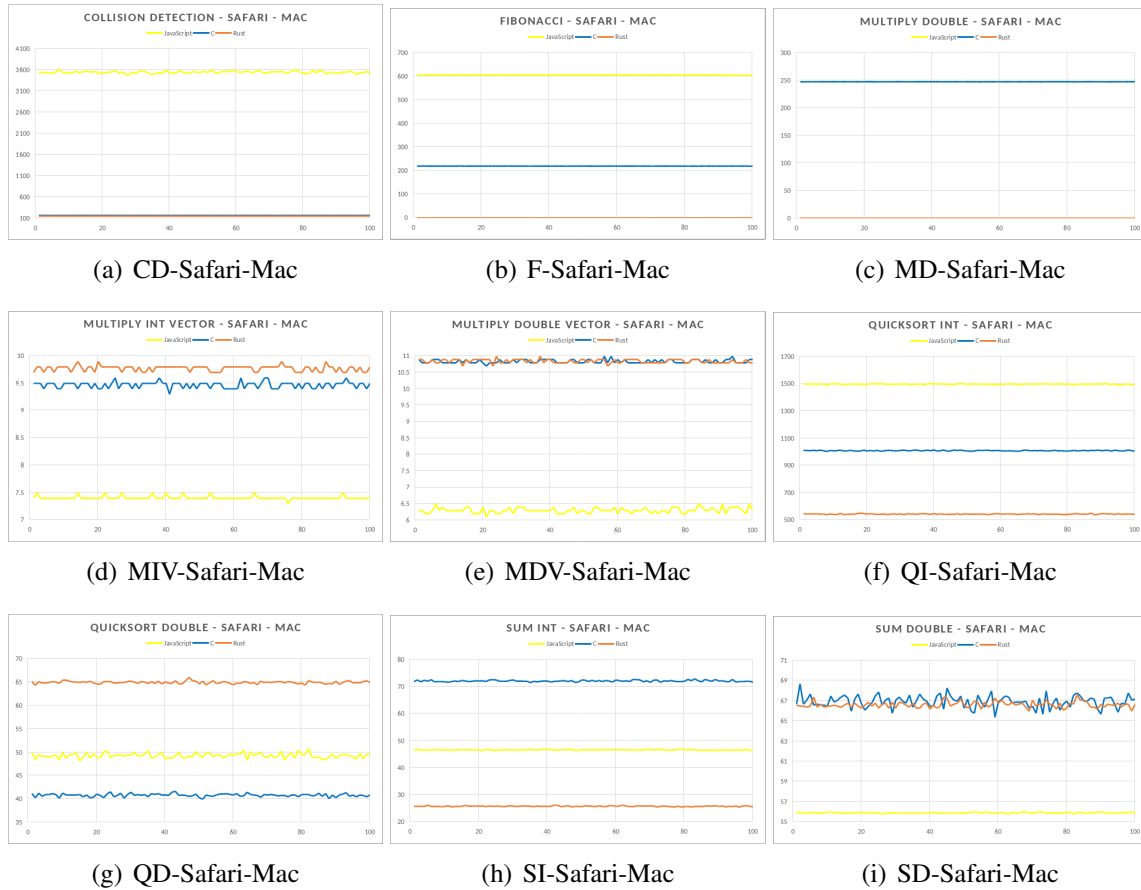 COLLISION DETECTION - SAFARI - MAC
JavaScript C Rust
4100
3600
3100
2600
2100
1600
1100
600
100
0 20 40 60 80 100
(a) CD-Safari-Mac
FIBONACCI - SAFARI - MAC
JavaScript C Rust
700
600
500
400
300
200
100
0
0 20 40 60 80 100
(b) F-Safari-Mac
MULTIPLY DOUBLE - SAFARI - MAC
JavaScript C Rust
300
250
200
150
100
50
0
0 20 40 60 80 100
(c) MD-Safari-Mac
MULTIPLY INT VECTOR - SAFARI - MAC
JavaScript C Rust
10
9.5
9
8.5
8
7.5
7
0 20 40 60 80 100
(d) MIV-Safari-Mac
MULTIPLY DOUBLE VECTOR - SAFARI - MAC
JavaScript C Rust
11
10.5
10
9.5
9
8.5
8
7.5
7
6.5
6
0 20 40 60 80 100
(e) MDV-Safari-Mac
QUICKSORT INT - SAFARI - MAC
JavaScript C Rust
1700
1500
1300
1100
900
700
500
0 20 40 60 80 100
(f) QI-Safari-Mac
QUICKSORT DOUBLE - SAFARI - MAC
JavaScript C Rust
70
65
60
55
50
45
40
35
0 20 40 60 80 100
(g) QD-Safari-Mac
SUM INT - SAFARI - MAC
JavaScript C Rust
80
70
60
50
40
30
20
0 20 40 60 80 100
(h) SI-Safari-Mac
SUM DOUBLE - SAFARI - MAC
JavaScript C Rust
71
69
67
65
63
61
59
57
55
0 20 40 60 80 100
(i) SD-Safari-Mac